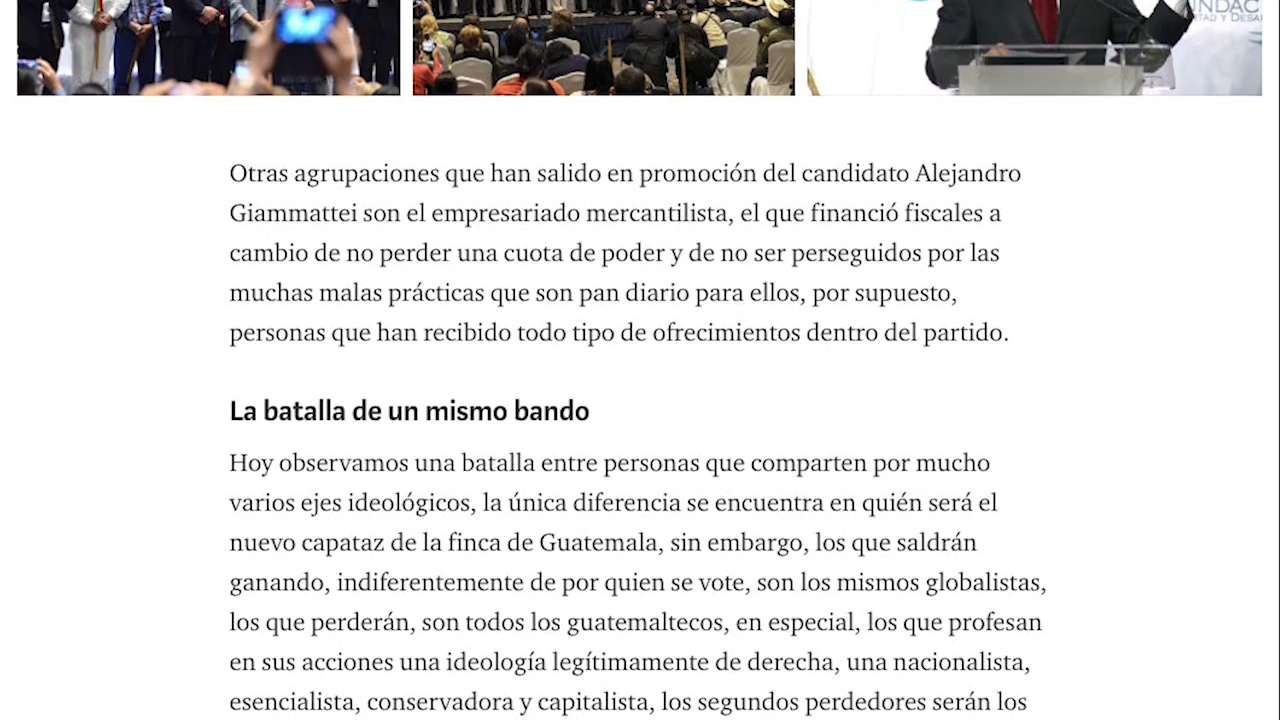 UNDAC
TAD Y DESA
Otras agrupaciones que han salido en promoción del candidato Alejandro
Giammattei son el empresariado mercantilista, el que financió fiscales a
cambio de no perder una cuota de poder y de no ser perseguidos por las
muchas malas prácticas que son pan diario para ellos, por supuesto,
personas que han recibido todo tipo de ofrecimientos dentro del partido.
La batalla de un mismo bando
Hoy observamos una batalla entre personas que comparten por mucho
varios ejes ideológicos, la única diferencia se encuentra en quién será el
nuevo capataz de la finca de Guatemala, sin embargo, los que saldrán
ganando, indiferentemente de por quien se vote, son los mismos globalistas,
los que perderán, son todos los guatemaltecos, en especial, los que profesan
en sus acciones una ideología legítimamente de derecha, una nacionalista,
esencialista, conservadora y capitalista, los segundos perdedores serán los